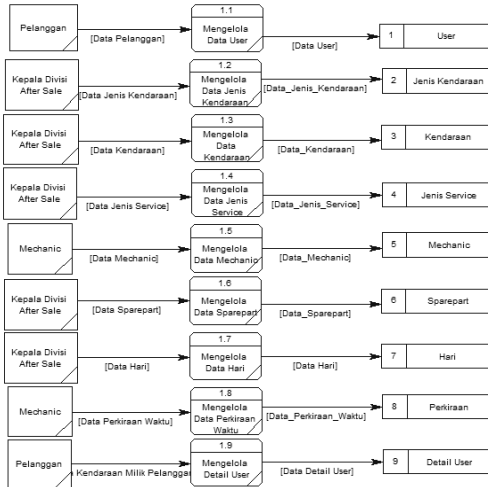 1.1
Pelanggan
Mengelola
Data User
[Data Pelanggan]
[Data User]
1 User
1.2
Kepala Divisi
After Sale
Mengelola
Data Jenis
Kendaraan
[Data Jenis Kendaraan]
[Data_Jenis_Kendaraan]
2 Jenis Kendaraan
1.3
Kepala Divisi
After Sale
Mengelola
Data
Kendaraan
[Data Kendaraan]
[Data_Kendaraan]
3 Kendaraan
1.4
Kepala Divisi
After Sale
Mengelola
Data Jenis
Service
[Data Jenis Service]
[Data_Jenis_Service]
4 Jenis Service
1.5
Mechanic
Mengelola
Data Mechanic
[Data Mechanic]
[Data_Mechanic]
5 Mechanic
1.6
Kepala Divisi
After Sale
Mengelola
Data Sparepart
[Data Sparepart]
[Data_Sparepart]
6 Sparepart
1.7
Kepala Divisi
After Sale
Mengelola
Data Hari
[Data Hari]
[Data Hari]
7 Hari
1.8
Mechanic
Mengelola
Data Perkiraan
Waktu
[Data Perkiraan Waktu]
[Data_Perkiraan_Waktu]
8 Perkiraan
1.9
Pelanggan
Mengelola
Detail User
Kendaraan Milik Pelanggan
[Data Detail User]
9 Detail User